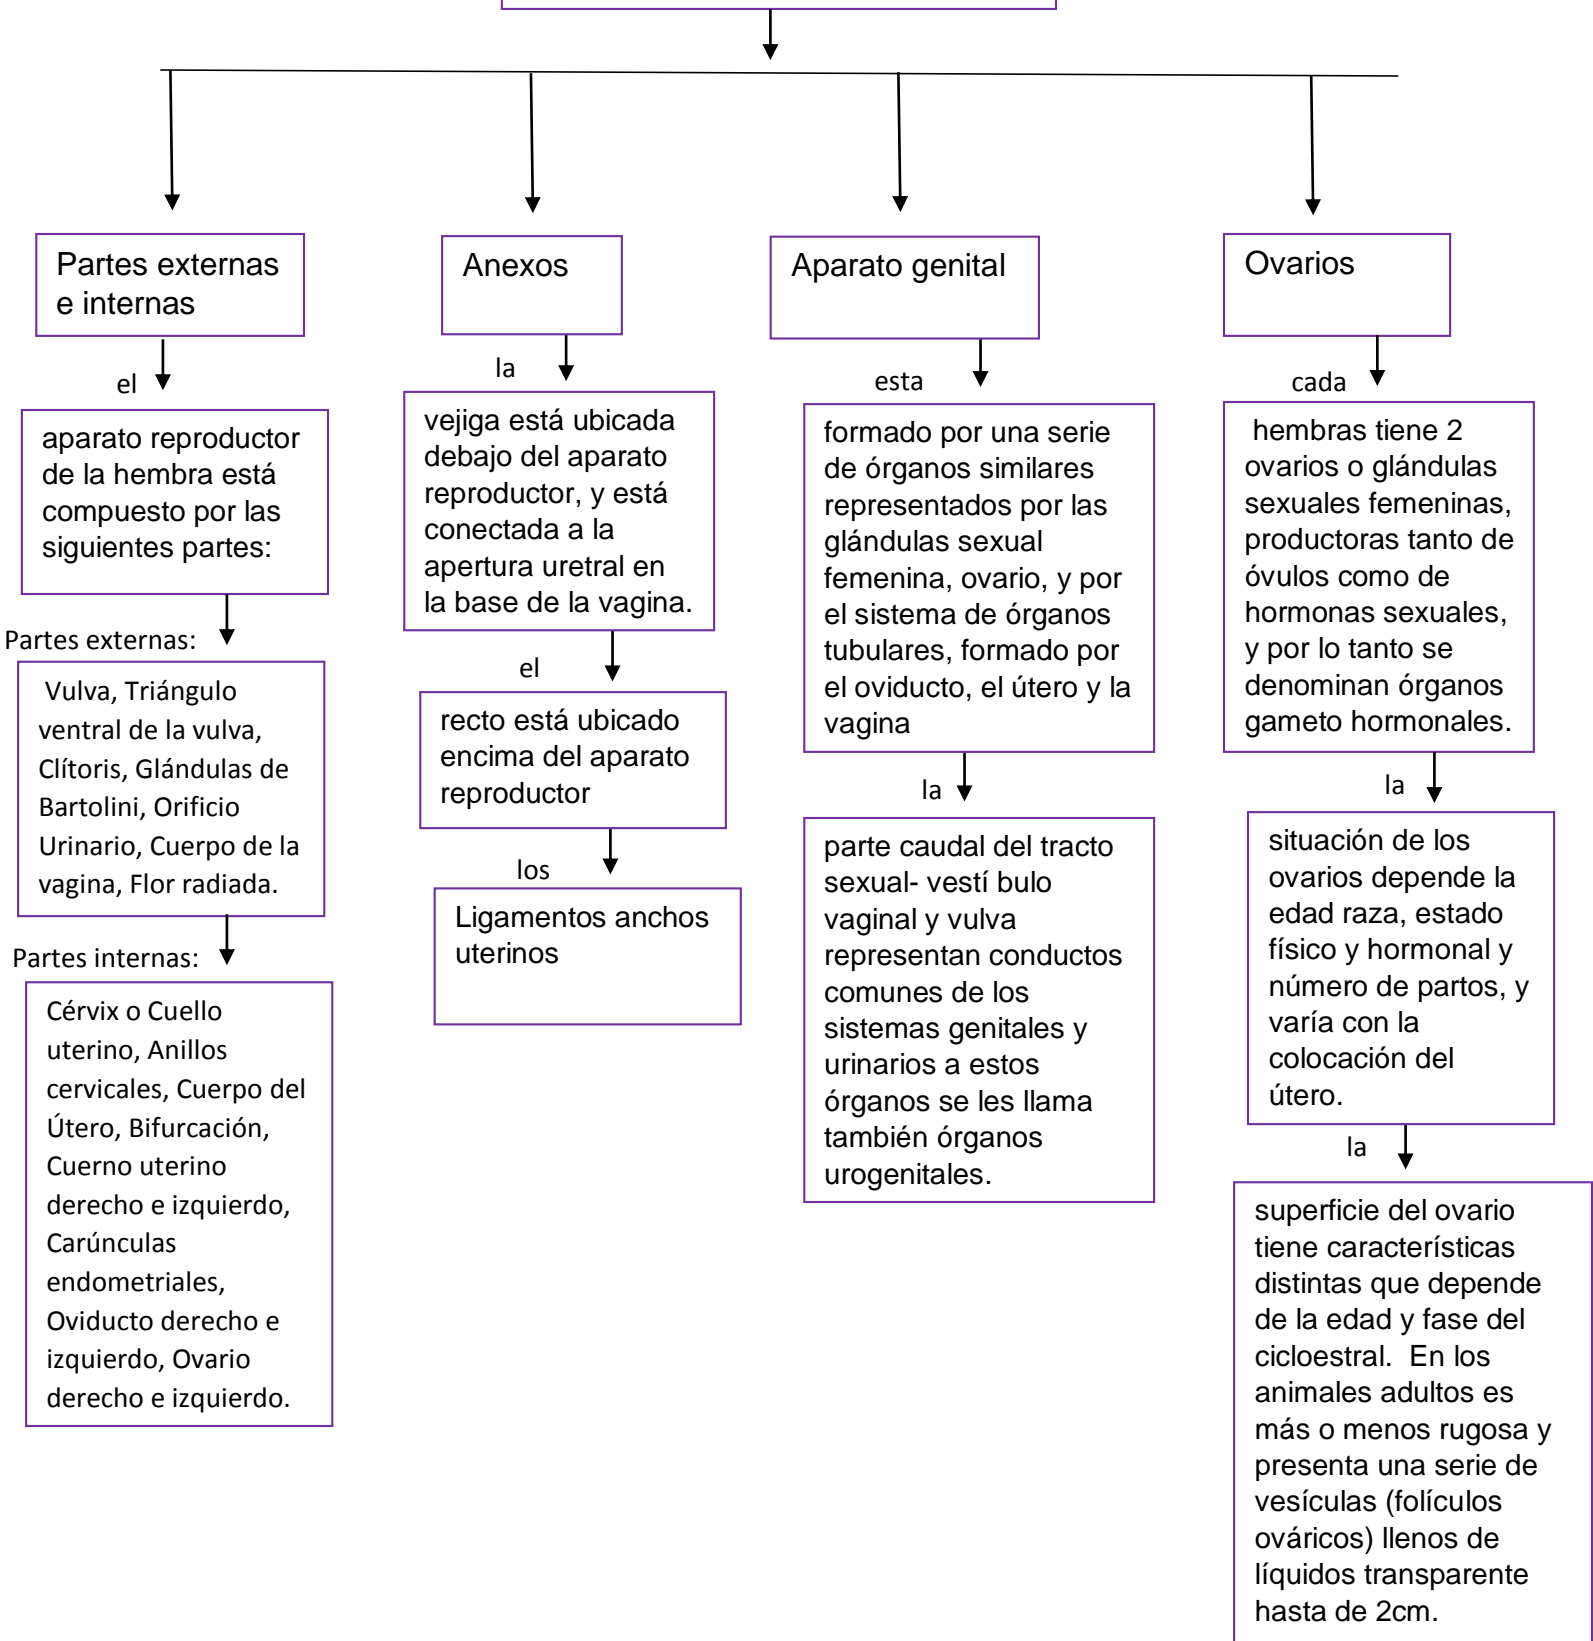 Partes externas
e internas
el
aparato reproductor
de la hembra está
compuesto por las
siguientes partes:
Partes externas:
Vulva, Triángulo
ventral de la vulva,
Clítoris, Glándulas de
Bartolini, Orificio
Urinario, Cuerpo de la
vagina, Flor radiada.
Partes internas:
Cérvix o Cuello
uterino, Anillos
cervicales, Cuerpo del
Útero, Bifurcación,
Cuerno uterino
derecho e izquierdo,
Carúnculas
endometriales,
Oviducto derecho e
izquierdo, Ovario
derecho e izquierdo.
Anexos
la
vejiga está ubicada
debajo del aparato
reproductor, y está
conectada a la
apertura uretral en
la base de la vagina.
el
recto está ubicado
encima del aparato
reproductor
los
Ligamentos anchos
uterinos
Aparato genital
esta
formado por una serie
de órganos similares
representados por las
glándulas sexual
femenina, ovario, y por
el sistema de órganos
tubulares, formado por
el oviducto, el útero y la
vagina
la
parte caudal del tracto
sexual- vestí bulo
vaginal y vulva
representan conductos
comunes de los
sistemas genitales y
urinarios a estos
órganos se les llama
también órganos
urogenitales.
Ovarios
cada
hembras tiene 2
ovarios o glándulas
sexuales femeninas,
productoras tanto de
óvulos como de
hormonas sexuales,
y por lo tanto se
denominan órganos
gameto hormonales.
la
situación de los
ovarios depende la
edad raza, estado
físico y hormonal y
número de partos, y
varía con la
colocación del
útero.
la
superficie del ovario
tiene características
distintas que depende
de la edad y fase del
cicloestral. En los
animales adultos es
más o menos rugosa y
presenta una serie de
vesículas (folículos
ováricos) llenos de
líquidos transparente
hasta de 2cm.